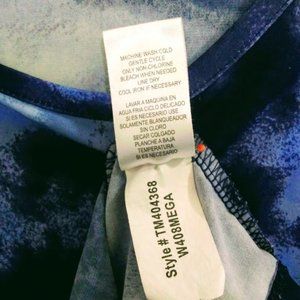 MACHINE WASH COLD
GENTLE CYCLE
ONLY NON-CHLORINE
BLEACH WHEN NEEDED
LINE DRY
COOL IRON IF NECESSARY
LAVAR A MAQUINA EN
AGUA FRIA CICLO DELICADO
SI ES NECESARIO USE
SOLAMENTE BLANQUEADOR
SIN CLORO
SECAR COLGADO
PLANCHE A BAJA
TEMPERATURA
SI ES NECESARIO
Style # TM404368
W408MEGA